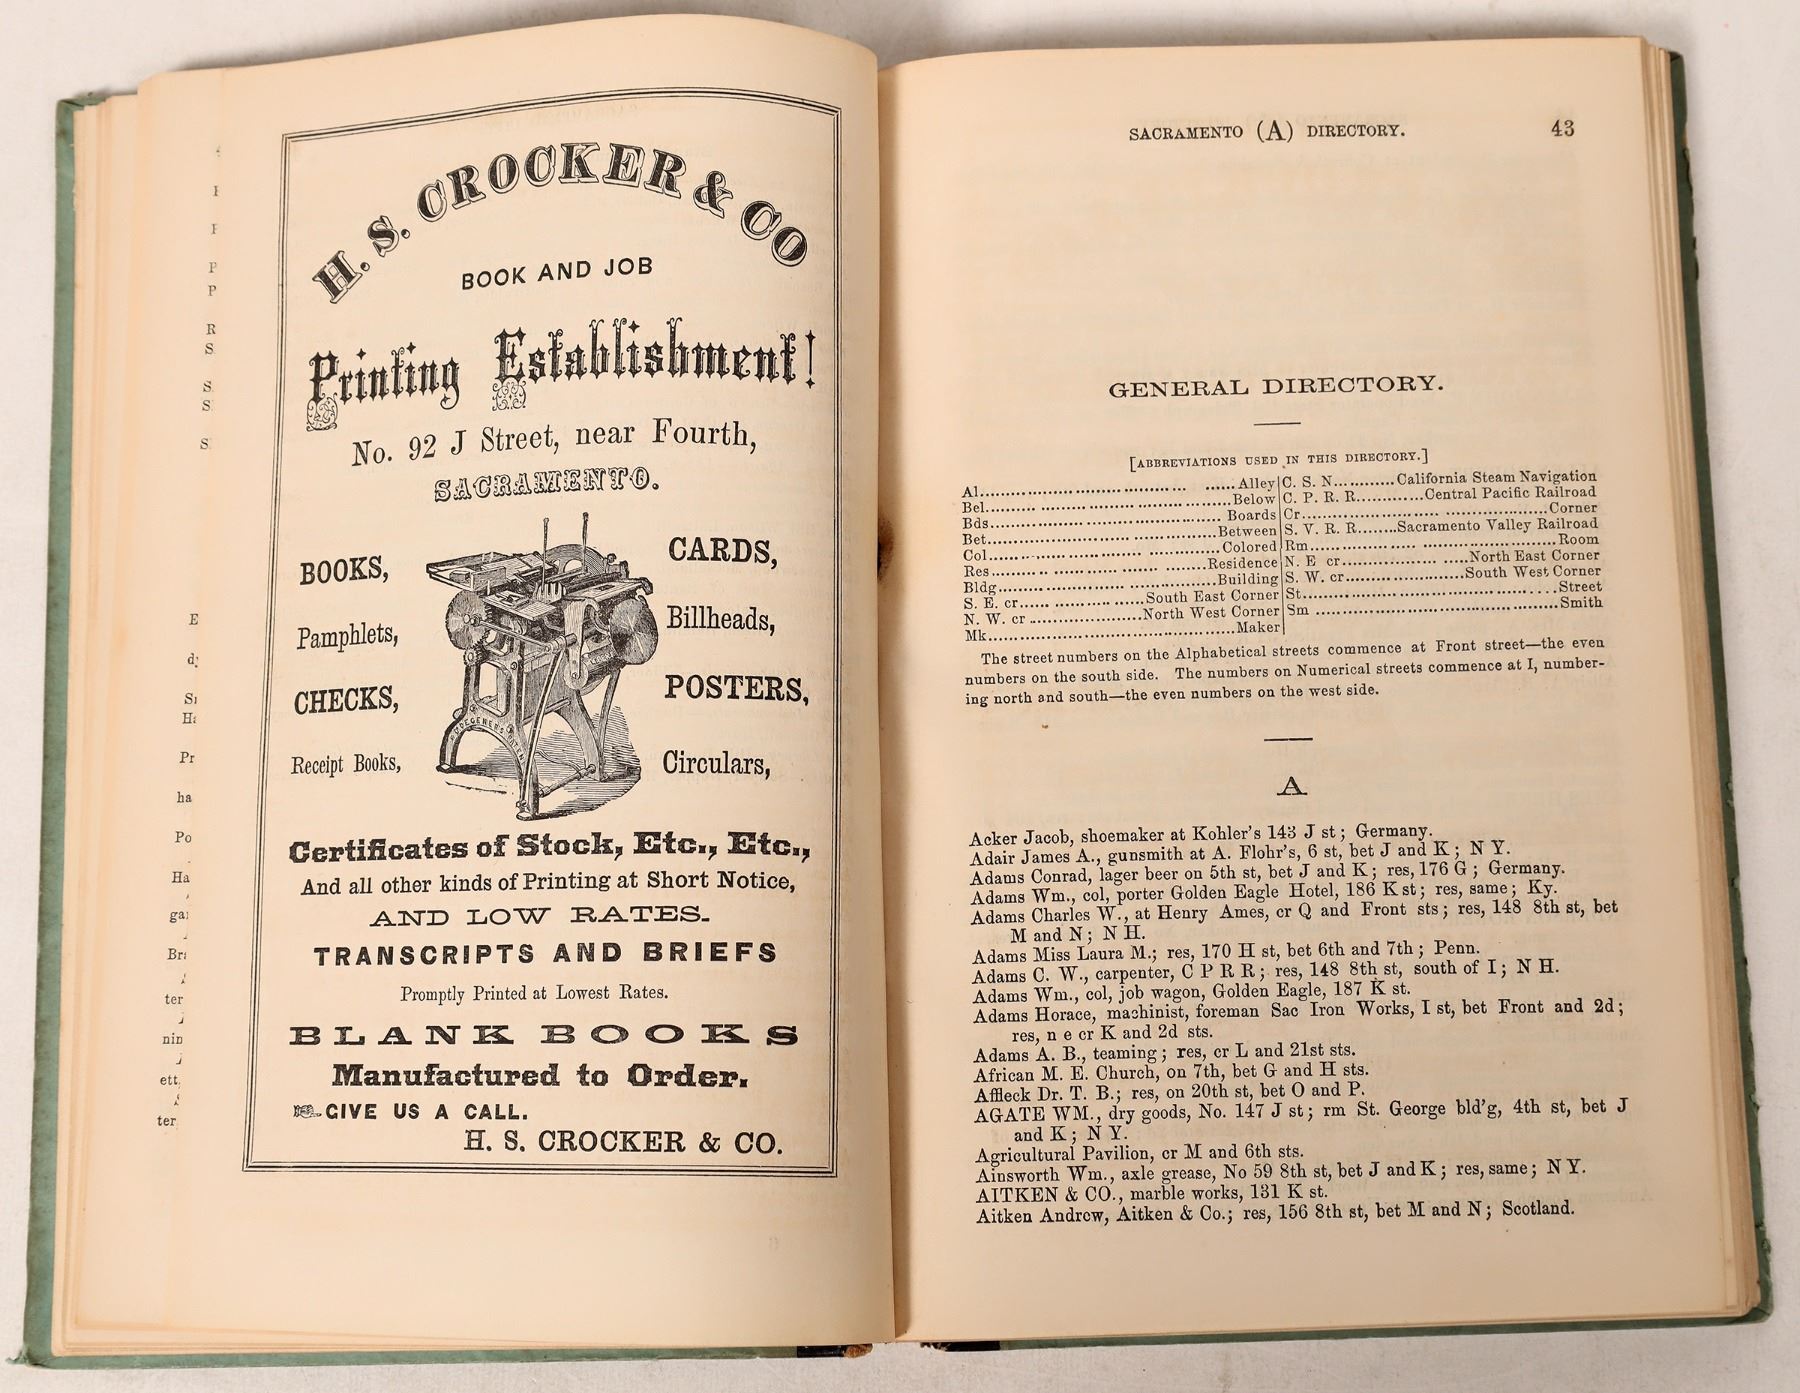 H. S. CROCKER & CO
BOOK AND JOB
Printing Establishment!
No. 92 J Street, near Fourth,
SACRAMENTO.
BOOKS,
CARDS,
Pamphlets,
Billheads,
CHECKS,
POSTERS,
Receipt Books,
Circulars,
Certificates of Stock, Etc., Etc.,
And all other kinds of Printing at Short Notice,
AND LOW RATES.
TRANSCRIPTS AND BRIEFS
Promptly Printed at Lowest Rates.
BLANK BOOKS
Manufactured to Order.
GIVE US A CALL.
H. S. CROCKER & CO.
SACRAMENTO (A) DIRECTORY. 43
GENERAL DIRECTORY.
[ABBREVIATIONS USED IN THIS DIRECTORY.]
Al..........Alley
Bel..........Below
Bds..........Boards
Bet..........Between
Col..........Colored
Res..........Residence
Bldg..........Building
S. E. cr..........South East Corner
N. W. cr..........North West Corner
Mk..........Maker
C. S. N..........California Steam Navigation
C. P. R. R..........Central Pacific Railroad
Cr..........Corner
S. V. R. R..........Sacramento Valley Railroad
Rm..........Room
N. E cr..........North East Corner
S. W. cr..........South West Corner
St..........Street
Sm..........Smith
The street numbers on the Alphabetical streets commence at Front street—the even
numbers on the south side. The numbers on Numerical streets commence at I, number-
ing north and south—the even numbers on the west side.
A
Acker Jacob, shoemaker at Kohler's 143 J st; Germany.
Adair James A., gunsmith at A. Flohr's, 6 st, bet J and K; N Y.
Adams Conrad, lager beer on 5th st, bet J and K; res, 176 G; Germany.
Adams Wm., col, porter Golden Eagle Hotel, 186 K st; res, same; Ky.
Adams Charles W., at Henry Ames, cr Q and Front sts; res, 148 8th st, bet
M and N; N H.
Adams Miss Laura M.; res, 170 H st, bet 6th and 7th; Penn.
Adams C. W., carpenter, C P R R; res, 148 8th st, south of I; N H.
Adams Wm., col, job wagon, Golden Eagle, 187 K st.
Adams Horace, machinist, foreman Sac Iron Works, I st, bet Front and 2d;
res, n e cr K and 2d sts.
Adams A. B., teaming; res, cr L and 21st sts.
African M. E. Church, on 7th, bet G and H sts.
Affleck Dr. T. B.; res, on 20th st, bet O and P.
AGATE WM., dry goods, No. 147 J st; rm St. George bld'g, 4th st, bet J
and K; N Y.
Agricultural Pavilion, cr M and 6th sts.
Ainsworth Wm., axle grease, No 59 8th st, bet J and K; res, same; N Y.
AITKEN & CO., marble works, 131 K st.
Aitken Andrew, Aitken & Co.; res, 156 8th st, bet M and N; Scotland.